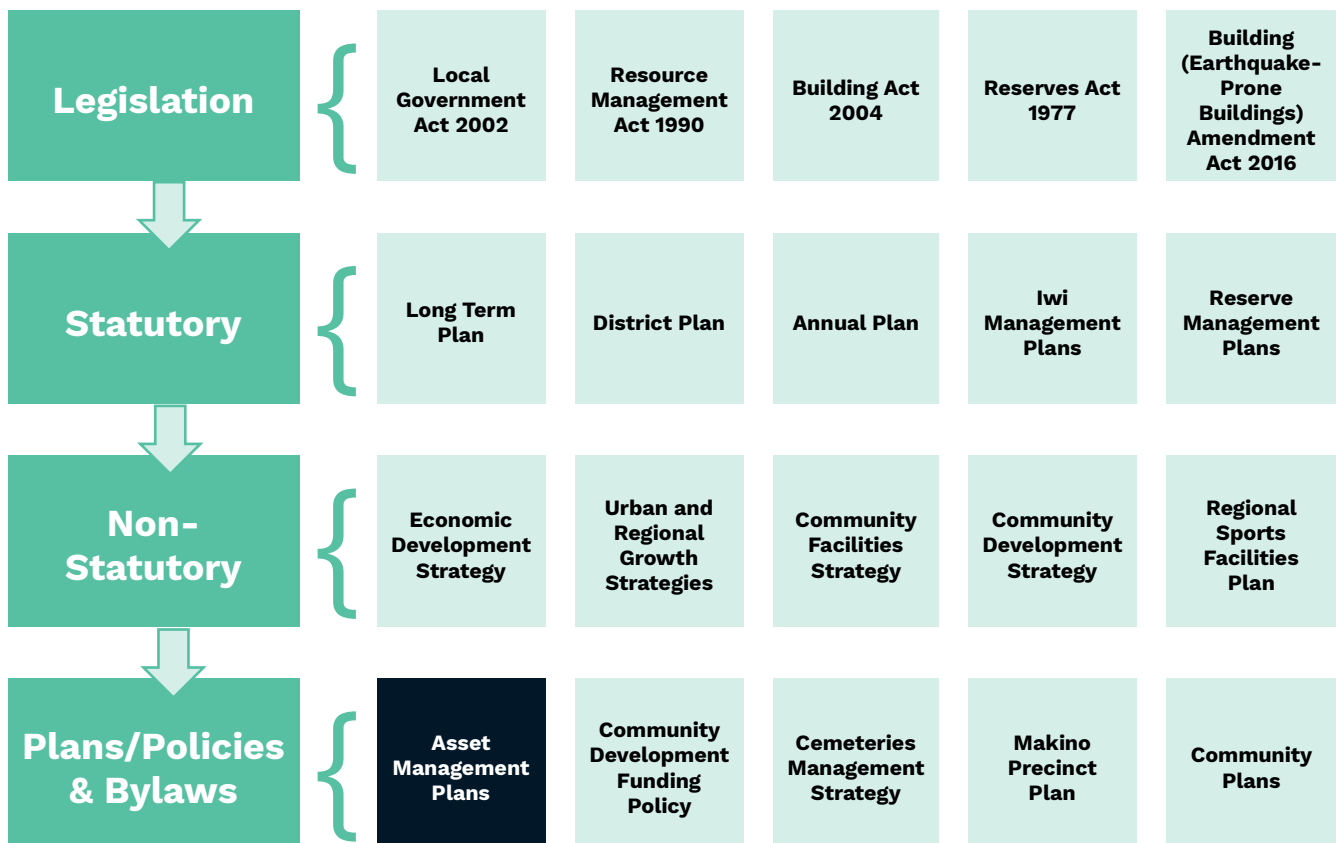 Legislation
Local
Government
Act 2002
Resource
Management
Act 1990
Building Act
2004
Reserves Act
1977
Building
(Earthquake-
Prone
Buildings)
Amendment
Act 2016
Statutory
Long Term
Plan
District Plan
Annual Plan
Iwi
Management
Plans
Reserve
Management
Plans
Non-
Statutory
Economic
Development
Strategy
Urban and
Regional
Growth
Strategies
Community
Facilities
Strategy
Community
Development
Strategy
Regional
Sports
Facilities
Plan
Plans/Policies
& Bylaws
Asset
Management
Plans
Community
Development
Funding
Policy
Cemeteries
Management
Strategy
Makino
Precinct
Plan
Community
Plans